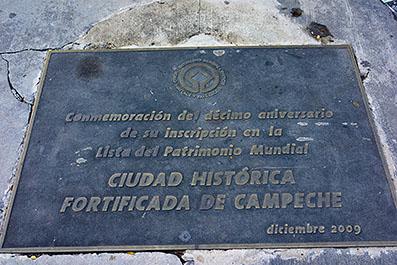 Conmemoración del décimo aniversario
de su inscripción en la
Lista del Patrimonio Mundial
CIUDAD HISTÓRICA
FORTIFICADA DE CAMPECHE
diciembre 2009